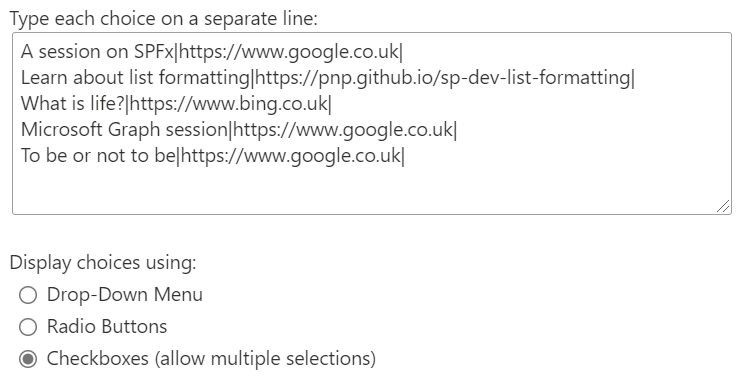 Type each choice on a separate line:
A session on SPFx|https://www.google.co.uk|
Learn about list formatting|https://pnp.github.io/sp-dev-list-formatting|
What is life?|https://www.bing.co.uk|
Microsoft Graph session|https://www.google.co.uk|
To be or not to be|https://www.google.co.uk|
Display choices using:
Drop-Down Menu
Radio Buttons
Checkboxes (allow multiple selections)